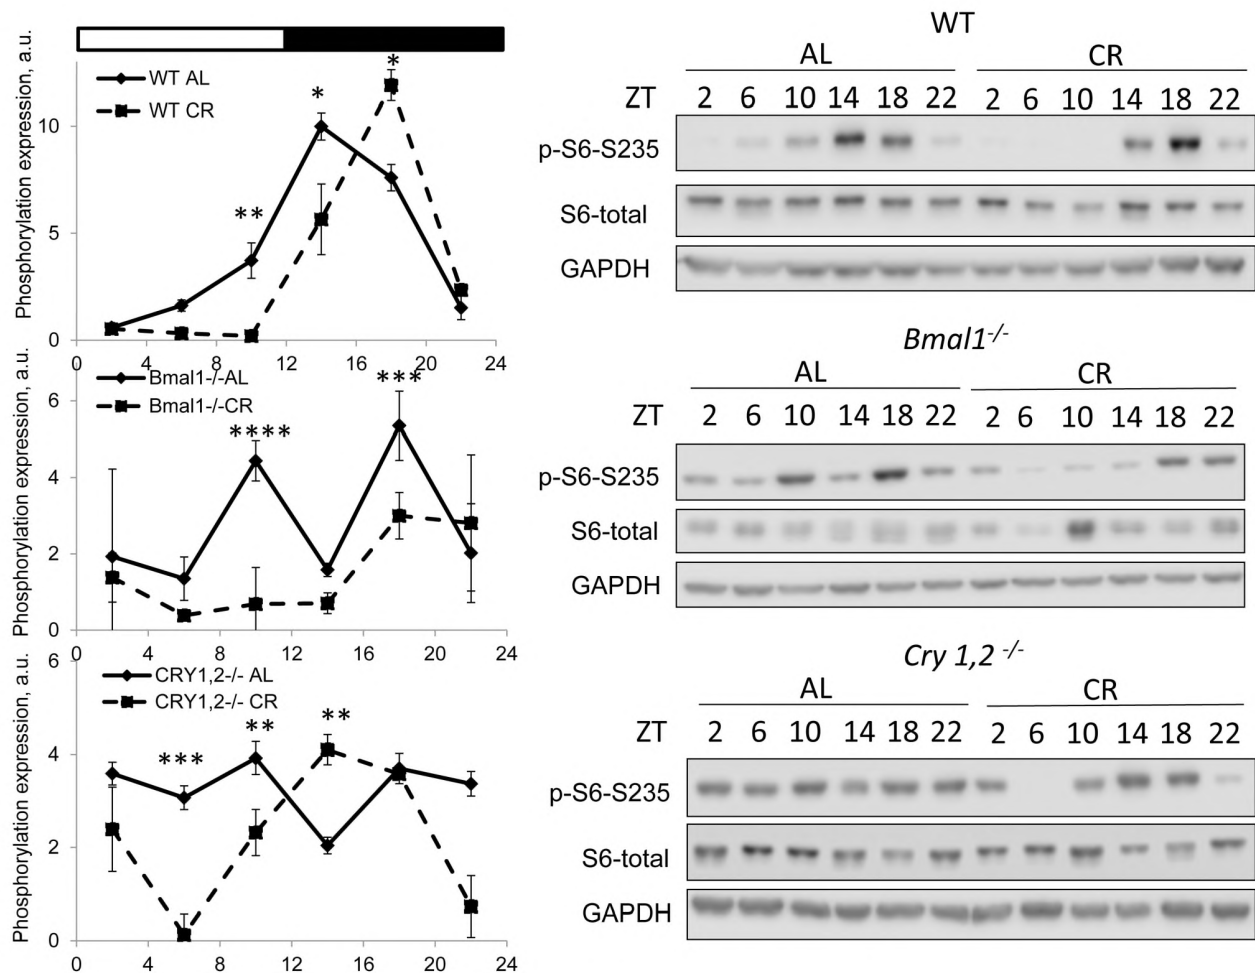 Phosphorylation expression, a.u.
WT AL
WT CR
**
*
*
10
5
0
0 4 8 12 16 20 24
Phosphorylation expression, a.u.
Bmal1-/-AL
Bmal1-/-CR
****
***
6
4
2
0
0 4 8 12 16 20 24
Phosphorylation expression, a.u.
CRY1,2-/- AL
CRY1,2-/- CR
***
**
**
6
4
2
0
0 4 8 12 16 20 24
WT
AL CR
ZT 2 6 10 14 18 22 2 6 10 14 18 22
p-S6-S235
S6-total
GAPDH
Bmal1-/-
AL CR
ZT 2 6 10 14 18 22 2 6 10 14 18 22
p-S6-S235
S6-total
GAPDH
Cry 1,2 -/-
AL CR
ZT 2 6 10 14 18 22 2 6 10 14 18 22
p-S6-S235
S6-total
GAPDH